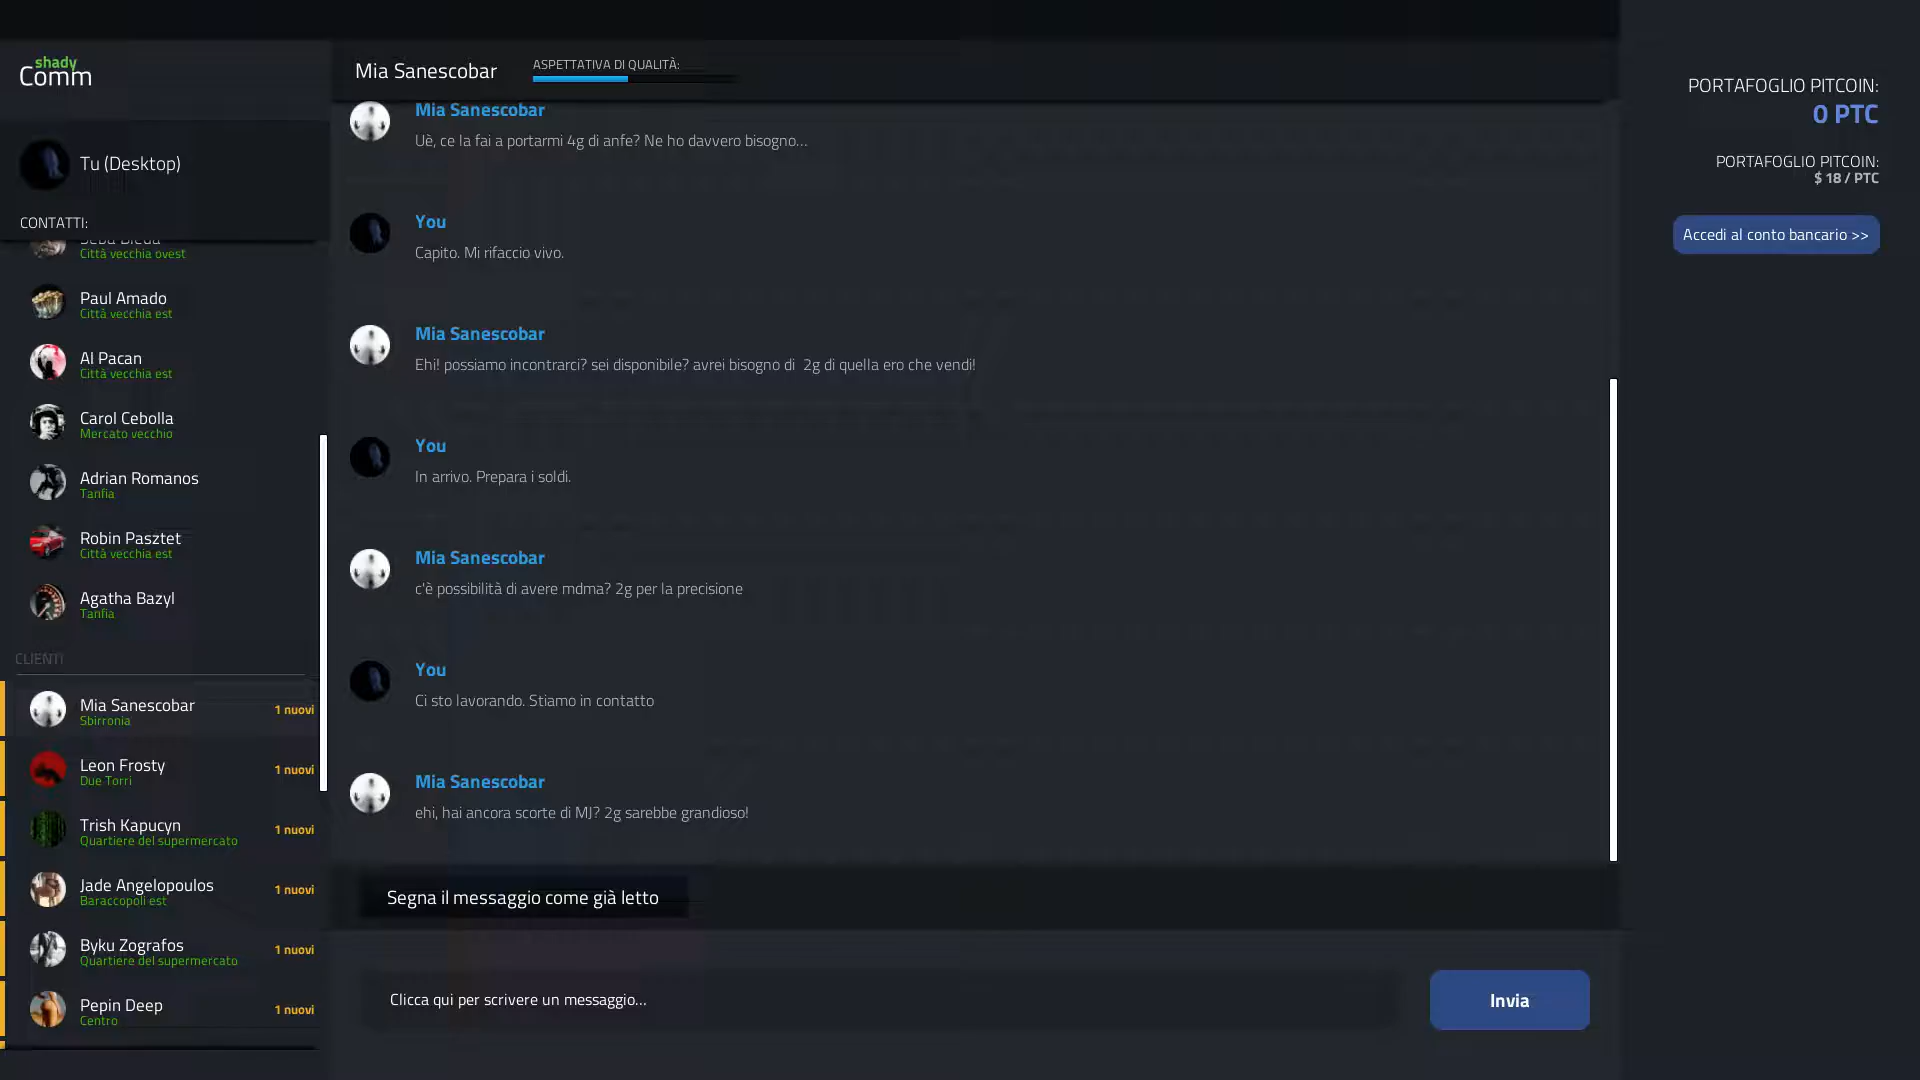 shady
Comm
Tu (Desktop)
CONTATTI:
Seba Bieda
Città vecchia ovest
Paul Amado
Città vecchia est
Al Pacan
Città vecchia est
Carol Cebolla
Mercato vecchio
Adrian Romanos
Tanfia
Robin Pasztet
Città vecchia est
Agatha Bazyl
Tanfia
CLIENTI
Mia Sanescobar
Sbirronia
1 nuovi
Leon Frosty
Due Torri
1 nuovi
Trish Kapucyn
Quartiere del supermercato
1 nuovi
Jade Angelopoulos
Baraccopoli est
1 nuovi
Byku Zografos
Quartiere del supermercato
1 nuovi
Pepin Deep
Centro
1 nuovi
Mia Sanescobar
ASPETTATIVA DI QUALITÀ:
Mia Sanescobar
Uè, ce la fai a portarmi 4g di anfe? Ne ho davvero bisogno...
You
Capito. Mi rifaccio vivo.
Mia Sanescobar
Ehi! possiamo incontrarci? sei disponibile? avrei bisogno di  2g di quella ero che vendi!
You
In arrivo. Prepara i soldi.
Mia Sanescobar
c'è possibilità di avere mdma? 2g per la precisione
You
Ci sto lavorando. Stiamo in contatto
Mia Sanescobar
ehi, hai ancora scorte di MJ? 2g sarebbe grandioso!
Segna il messaggio come già letto
Clicca qui per scrivere un messaggio...
Invia
PORTAFOGLIO PITCOIN:
0 PTC
PORTAFOGLIO PITCOIN:
$ 18 / PTC
Accedi al conto bancario >>